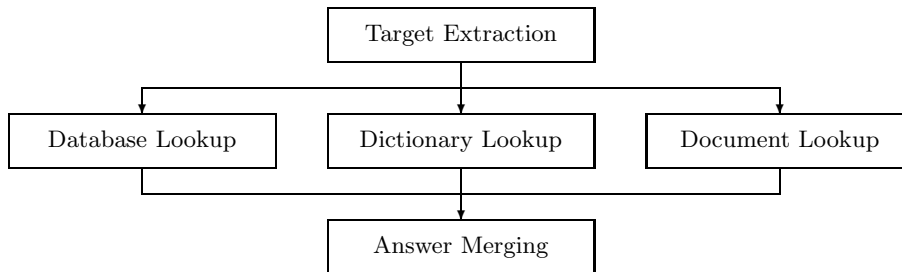 Target Extraction
Database Lookup
Dictionary Lookup
Document Lookup
Answer Merging